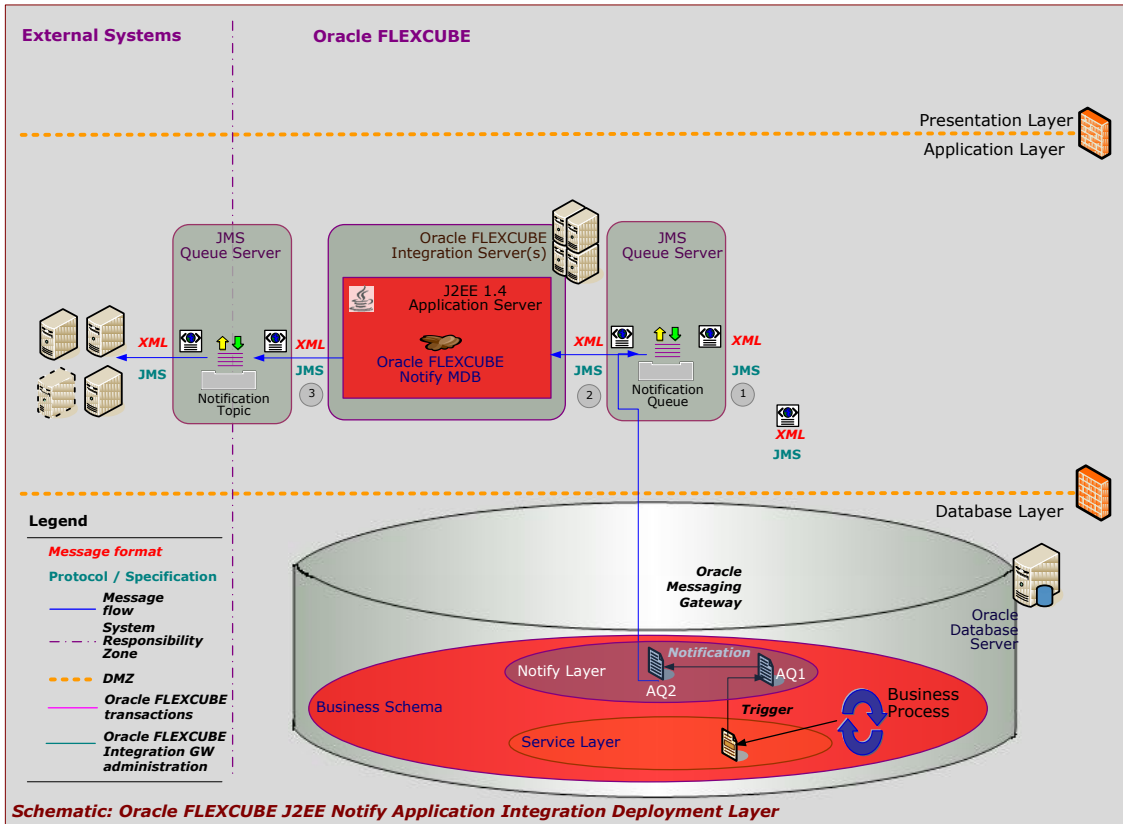 External Systems
Oracle FLEXCUBE
Presentation Layer
Application Layer
JMS
Queue Server
Oracle FLEXCUBE
Integration Server(s)
JMS
Queue Server
J2EE 1.4
Application Server
XML
JMS
XML
JMS
3
Oracle FLEXCUBE
Notify MDB
XML
JMS
2
XML
JMS
1
Notification
Topic
Notification
Queue
XML
JMS
Database Layer
Legend
Message format
Protocol / Specification
Message
flow
System
Responsibility
Zone
DMZ
Oracle FLEXCUBE
transactions
Oracle FLEXCUBE
Integration GW
administration
Oracle
Messaging
Gateway
Oracle
Database
Server
Notification
Notify Layer
AQ2
AQ1
Business Schema
Trigger
Business
Process
Service Layer
Schematic: Oracle FLEXCUBE J2EE Notify Application Integration Deployment Layer